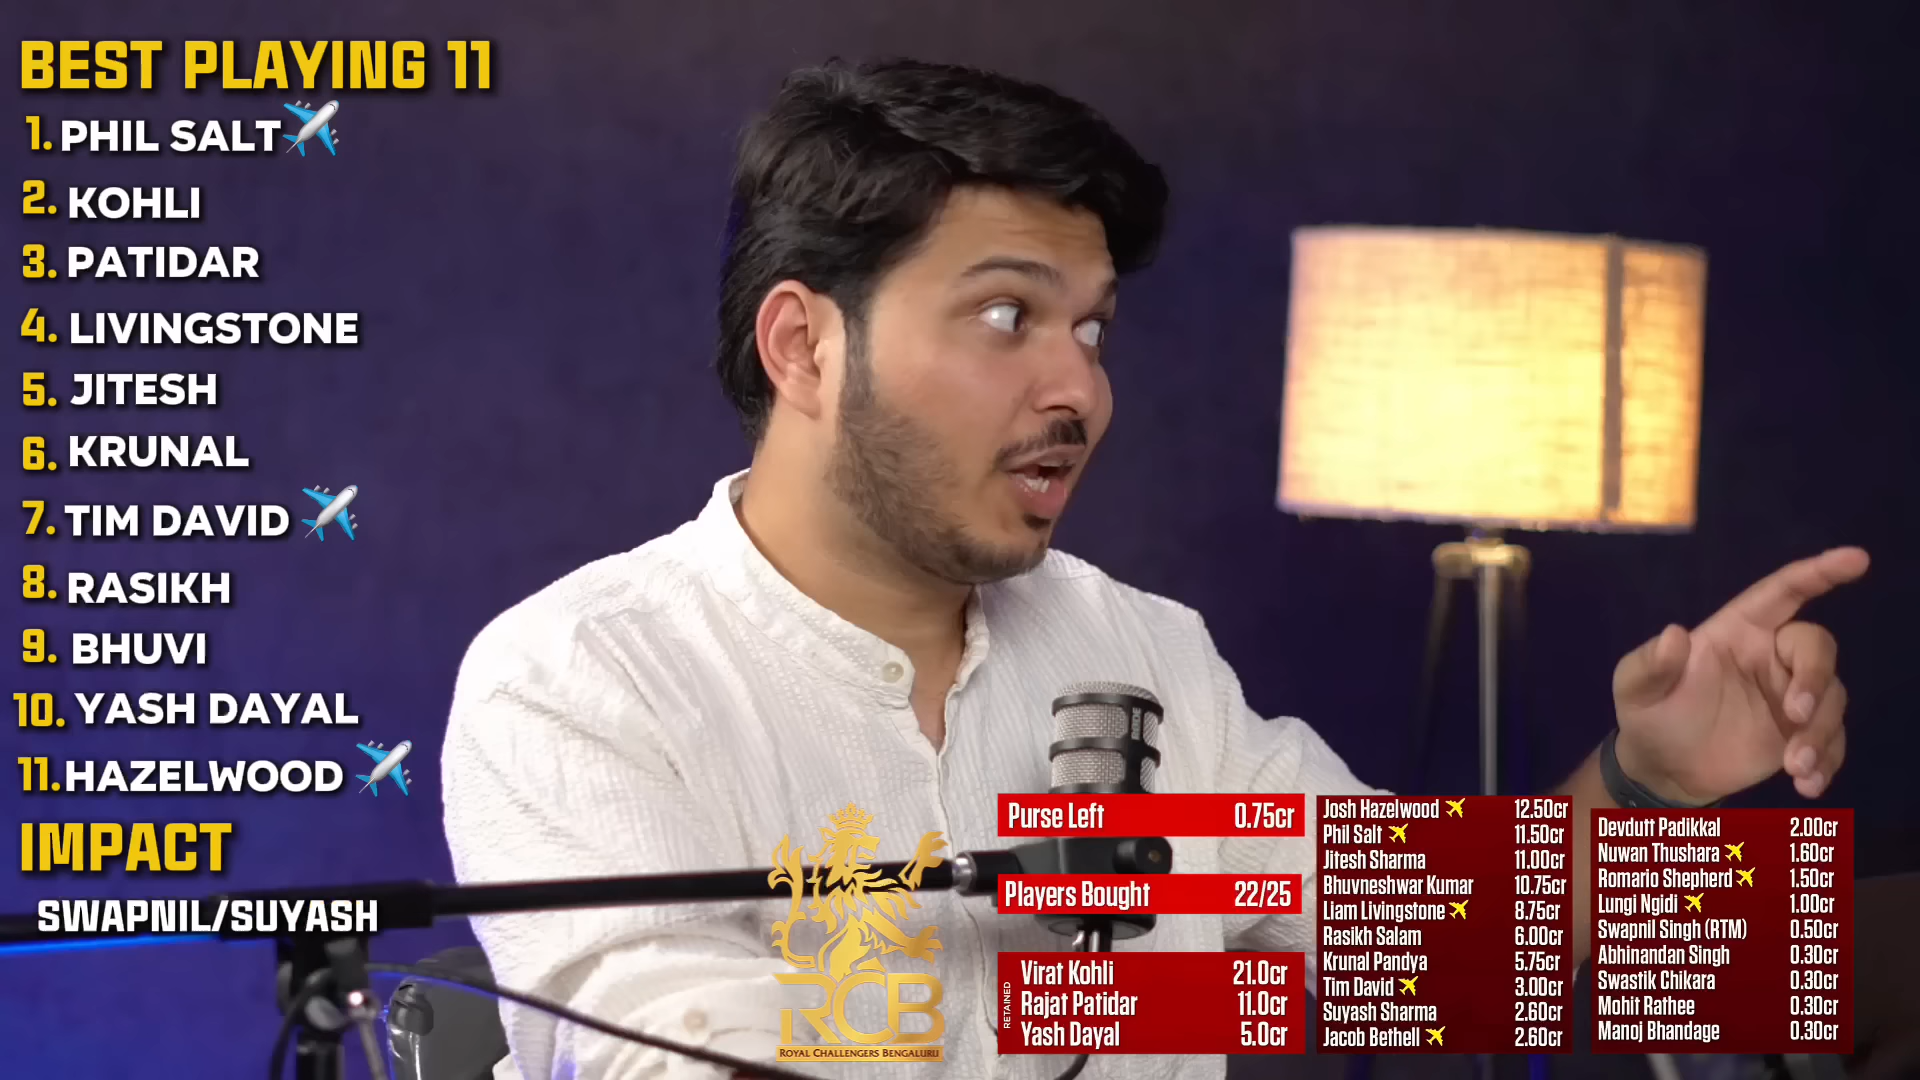 BEST PLAYING 11
1. PHIL SALT
2. KOHLI
3. PATIDAR
4. LIVINGSTONE
5. JITESH
6. KRUNAL
7. TIM DAVID
8. RASIKH
9. BHUVI
10. YASH DAYAL
11. HAZELWOOD
IMPACT
SWAPNIL/SUYASH
RCB
ROYAL CHALLENGERS BENGALURU
Purse Left 0.75cr
Players Bought 22/25
RETAINED
Virat Kohli 21.0cr
Rajat Patidar 11.0cr
Yash Dayal 5.0cr
Josh Hazelwood 12.50cr
Phil Salt 11.50cr
Jitesh Sharma 11.00cr
Bhuvneshwar Kumar 10.75cr
Liam Livingstone 8.75cr
Rasikh Salam 6.00cr
Krunal Pandya 5.75cr
Tim David 3.00cr
Suyash Sharma 2.60cr
Jacob Bethell 2.60cr
Devdutt Padikkal 2.00cr
Nuwan Thushara 1.60cr
Romario Shepherd 1.50cr
Lungi Ngidi 1.00cr
Swapnil Singh (RTM) 0.50cr
Abhinandan Singh 0.30cr
Swastik Chikara 0.30cr
Mohit Rathee 0.30cr
Manoj Bhandage 0.30cr